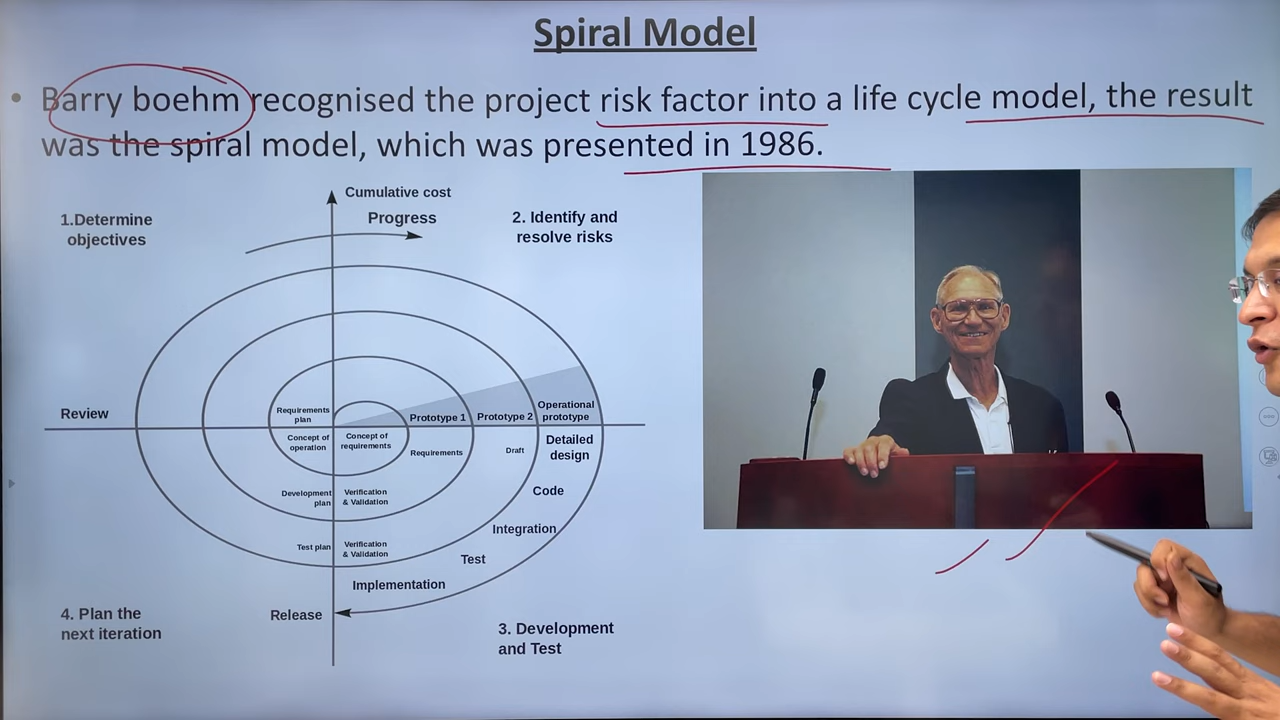 Spiral Model
• Barry boehm recognised the project risk factor into a life cycle model, the result
was the spiral model, which was presented in 1986.
Cumulative cost
Progress
1.Determine
objectives
2. Identify and
resolve risks
Review
Requirements
plan
Concept of
operation
Concept of
requirements
Prototype 1
Prototype 2
Operational
prototype
Requirements
Draft
Detailed
design
Development
plan
Verification
& Validation
Code
Integration
Test plan
Verification
& Validation
Test
Implementation
Release
4. Plan the
next iteration
3. Development
and Test